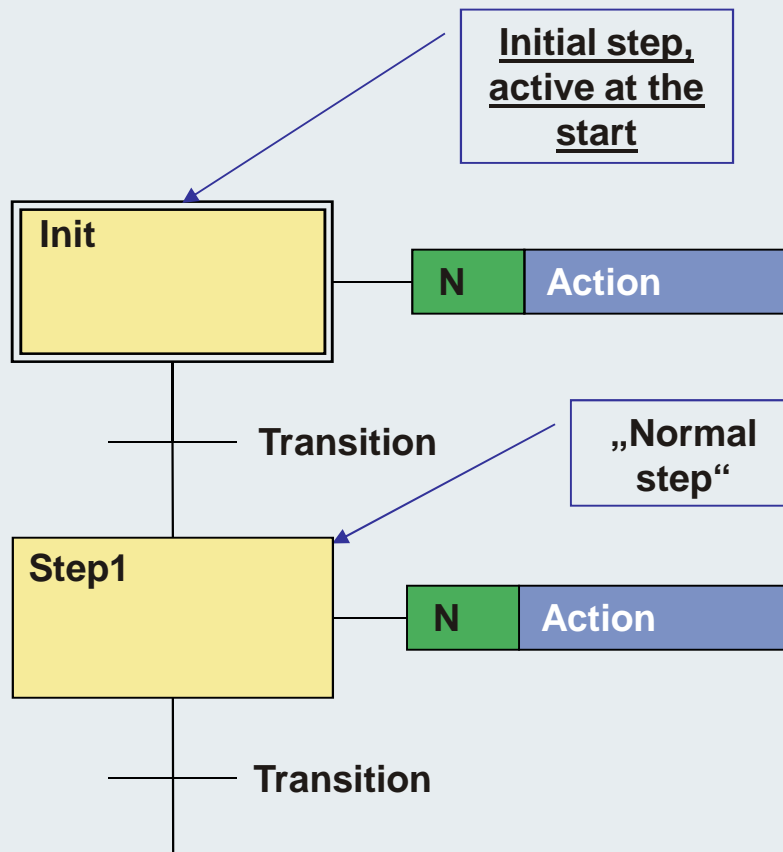 Initial step,
active at the
start
Init
N Action
Transition
„Normal
step“
Step1
N Action
Transition